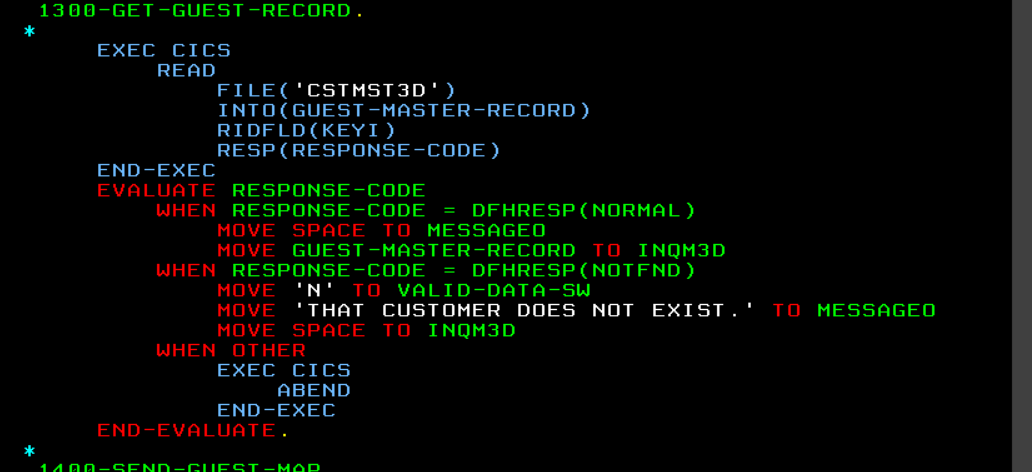 1300-GET-GUEST-RECORD.
*
EXEC CICS
READ
FILE('CSTMST3D')
INTO(GUEST-MASTER-RECORD)
RIDFLD(KEYI)
RESP(RESPONSE-CODE)
END-EXEC
EVALUATE RESPONSE-CODE
WHEN RESPONSE-CODE = DFHRESP(NORMAL)
MOVE SPACE TO MESSAGEO
MOVE GUEST-MASTER-RECORD TO INQM3D
WHEN RESPONSE-CODE = DFHRESP(NOTFND)
MOVE 'N' TO VALID-DATA-SW
MOVE 'THAT CUSTOMER DOES NOT EXIST.' TO MESSAGEO
MOVE SPACE TO INQM3D
WHEN OTHER
EXEC CICS
ABEND
END-EXEC
END-EVALUATE.
*
1400-SEND-GUEST-MAP